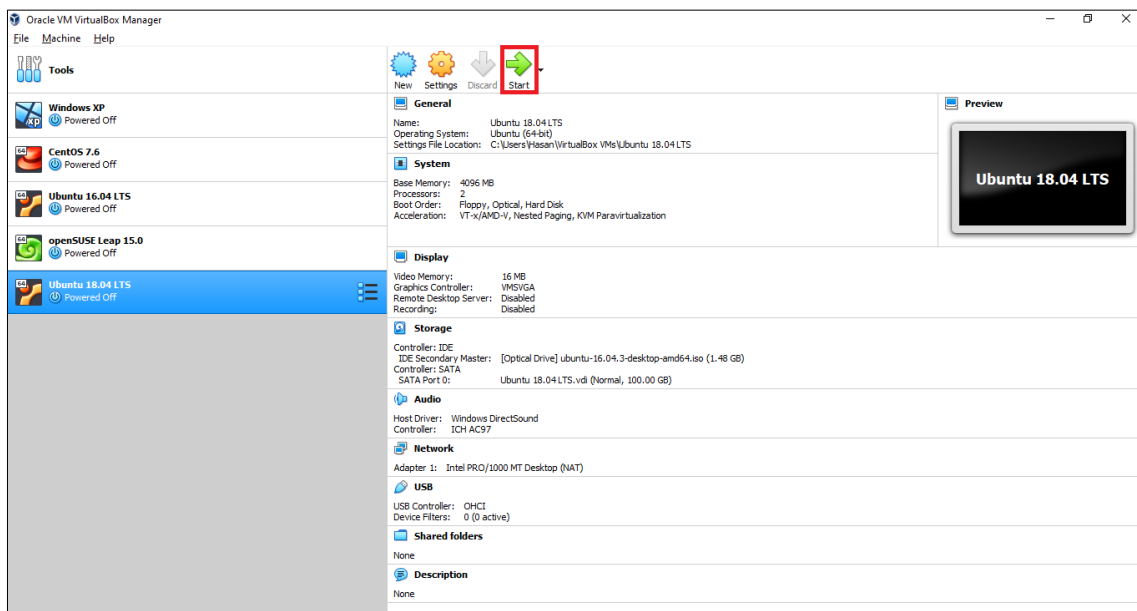 Oracle VM VirtualBox Manager
File Machine Help
Tools
New Settings Discard Start
Windows XP
XP
Powered Off
64 CentOS 7.6
Powered Off
64 Ubuntu 16.04 LTS
Powered Off
64 openSUSE Leap 15.0
Powered Off
64 Ubuntu 18.04 LTS
Powered Off
General
Name: Ubuntu 18.04 LTS
Operating System: Ubuntu (64-bit)
Settings File Location: C:\Users\Hasan\VirtualBox VMs\Ubuntu 18.04 LTS
Preview
Ubuntu 18.04 LTS
System
Base Memory: 4096 MB
Processors: 2
Boot Order: Floppy, Optical, Hard Disk
Acceleration: VT-x/AMD-V, Nested Paging, KVM Paravirtualization
Display
Video Memory: 16 MB
Graphics Controller: VMSVGA
Remote Desktop Server: Disabled
Recording: Disabled
Storage
Controller: IDE
IDE Secondary Master: [Optical Drive] ubuntu-16.04.3-desktop-amd64.iso (1.48 GB)
Controller: SATA
SATA Port 0: Ubuntu 18.04 LTS.vdi (Normal, 100.00 GB)
Audio
Host Driver: Windows DirectSound
Controller: ICH AC97
Network
Adapter 1: Intel PRO/1000 MT Desktop (NAT)
USB
USB Controller: OHCI
Device Filters: 0 (0 active)
Shared folders
None
Description
None